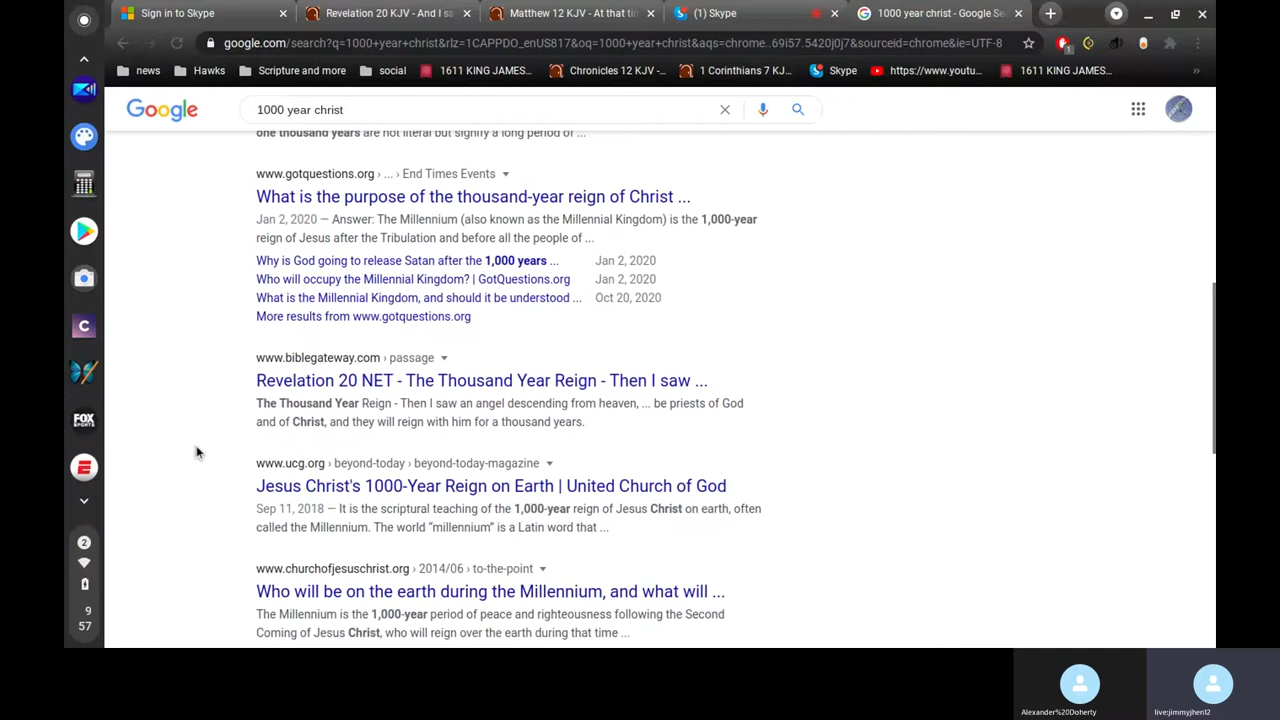 Sign in to Skype
Revelation 20 KJV - And I sa
Matthew 12 KJV - At that tim
(1) Skype
1000 year christ - Google Se
google.com/search?q=1000+year+christ&rlz=1CAPPDO_enUS817&oq=1000+year+christ&aqs=chrome..69i57.5420j0j7&sourceid=chrome&ie=UTF-8
1
news
Hawks
Scripture and more
social
1611 KING JAMES...
Chronicles 12 KJV -...
1 Corinthians 7 KJ...
Skype
https://www.youtu...
1611 KING JAMES...
»
Google
1000 year christ
one thousand years are not literal but signify a long period of ...
www.gotquestions.org › ... › End Times Events
What is the purpose of the thousand-year reign of Christ ...
Jan 2, 2020 — Answer: The Millennium (also known as the Millennial Kingdom) is the 1,000-year
reign of Jesus after the Tribulation and before all the people of ...
Why is God going to release Satan after the 1,000 years ... Jan 2, 2020
Who will occupy the Millennial Kingdom? | GotQuestions.org Jan 2, 2020
What is the Millennial Kingdom, and should it be understood ... Oct 20, 2020
More results from www.gotquestions.org
www.biblegateway.com › passage
Revelation 20 NET - The Thousand Year Reign - Then I saw ...
The Thousand Year Reign - Then I saw an angel descending from heaven, ... be priests of God
and of Christ, and they will reign with him for a thousand years.
www.ucg.org › beyond-today › beyond-today-magazine
Jesus Christ's 1000-Year Reign on Earth | United Church of God
Sep 11, 2018 — It is the scriptural teaching of the 1,000-year reign of Jesus Christ on earth, often
called the Millennium. The world “millennium” is a Latin word that ...
www.churchofjesuschrist.org › 2014/06 › to-the-point
Who will be on the earth during the Millennium, and what will ...
The Millennium is the 1,000-year period of peace and righteousness following the Second
Coming of Jesus Christ, who will reign over the earth during that time ...
C
FOX
SPORTS
E
2
9
57
Alexander%20Doherty
live:jimmyjhen12